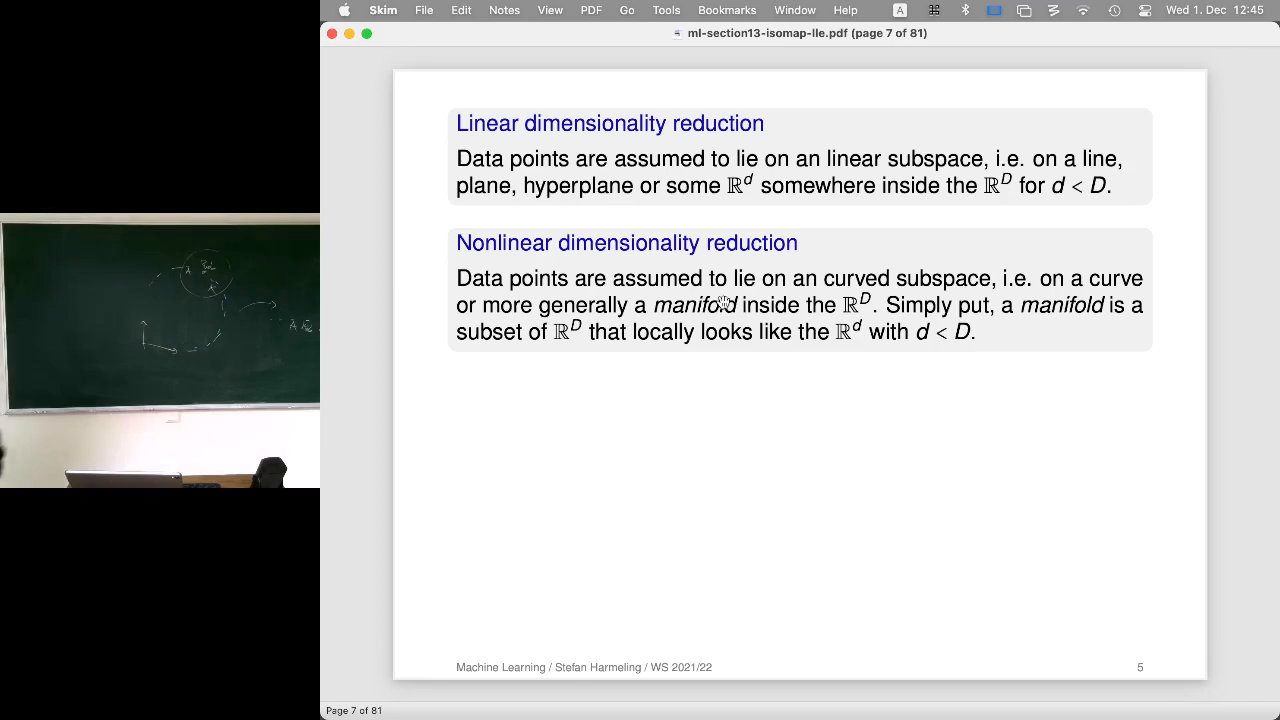 Skim File Edit Notes View PDF Go Tools Bookmarks Window Help A Wed 1. Dec 12:45
ml-section13-isomap-lle.pdf (page 7 of 81)
Linear dimensionality reduction
Data points are assumed to lie on an linear subspace, i.e. on a line,
plane, hyperplane or some ℝ^d somewhere inside the ℝ^D for d < D.
Nonlinear dimensionality reduction
Data points are assumed to lie on an curved subspace, i.e. on a curve
or more generally a manifold inside the ℝ^D. Simply put, a manifold is a
subset of ℝ^D that locally looks like the ℝ^d with d < D.
Machine Learning / Stefan Harmeling / WS 2021/22 5
Page 7 of 81